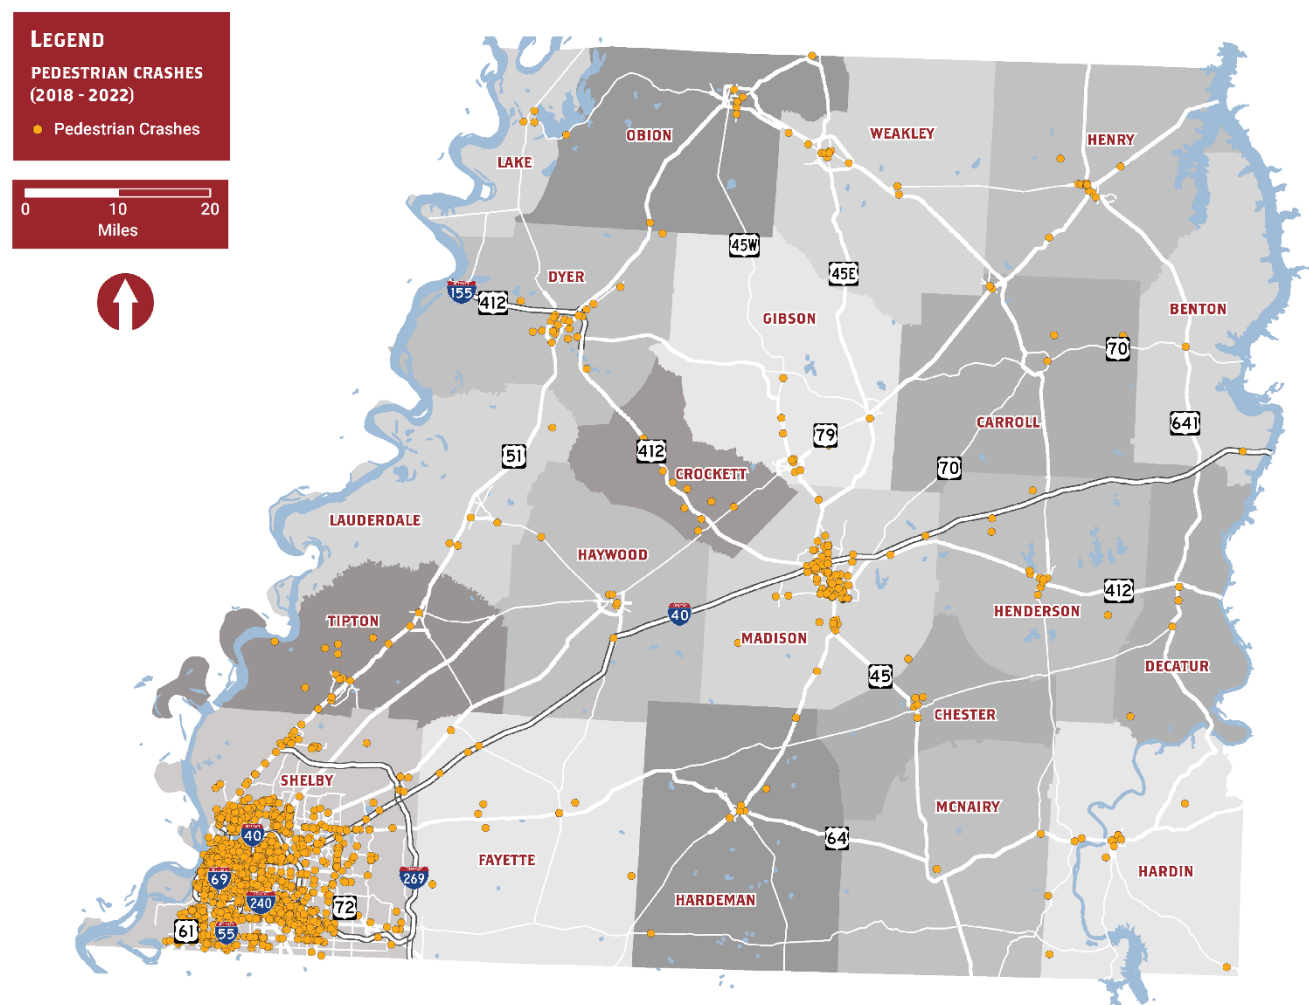 LEGEND
PEDESTRIAN CRASHES
(2018 - 2022)
Pedestrian Crashes
0 10 20
Miles
OBION
WEAKLEY
HENRY
LAKE
45W
45E
DYER
155
412
GIBSON
BENTON
70
CARROLL
641
79
412
51
CROCKETT
70
LAUDERDALE
HAYWOOD
412
HENDERSON
40
TIPTON
MADISON
DECATUR
45
CHESTER
SHELBY
MCNAIRY
40
64
FAYETTE
HARDIN
69
269
HARDEMAN
240
72
61
55